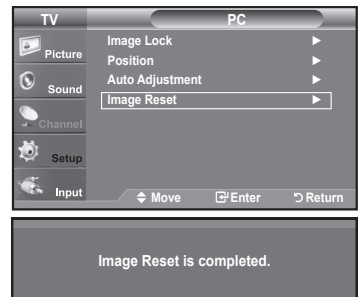 TV
PC
Picture
Sound
Channel
Setup
Input
Image Lock
Position
Auto Adjustment
Image Reset
Move
Enter
Return
Image Reset is completed.